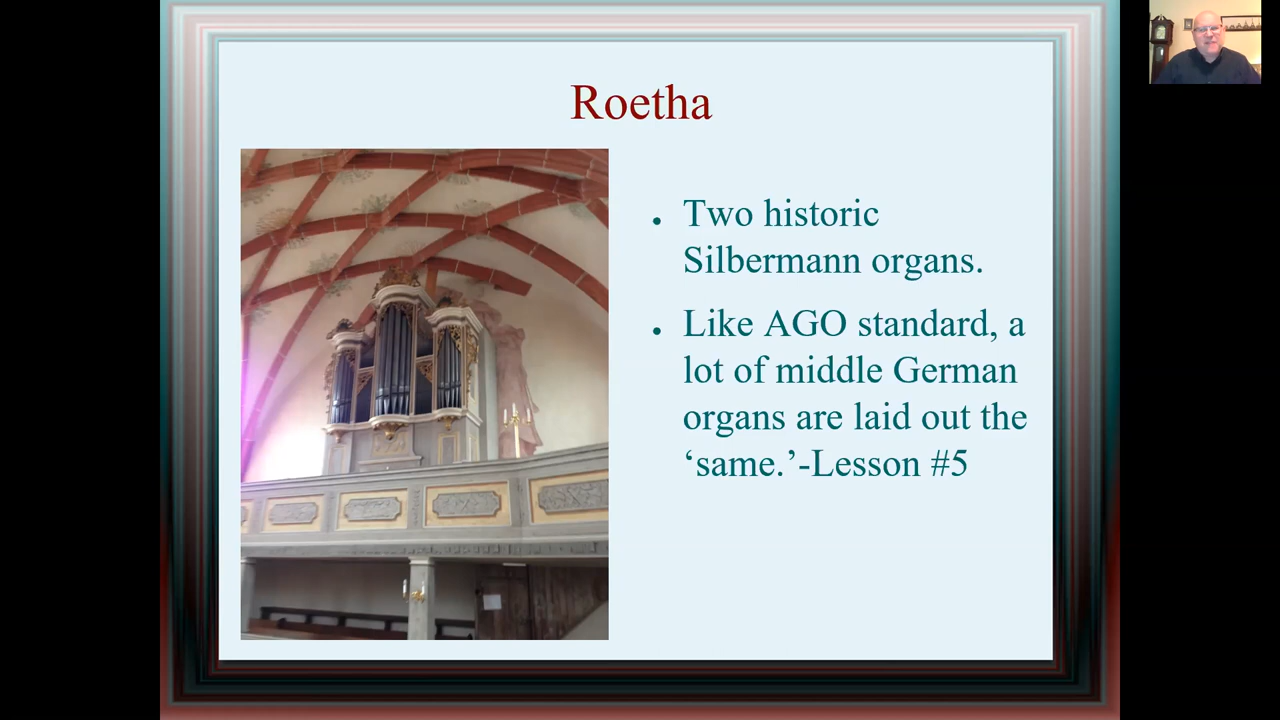 Roetha
• Two historic
Silbermann organs.
• Like AGO standard, a
lot of middle German
organs are laid out the
‘same.’-Lesson #5